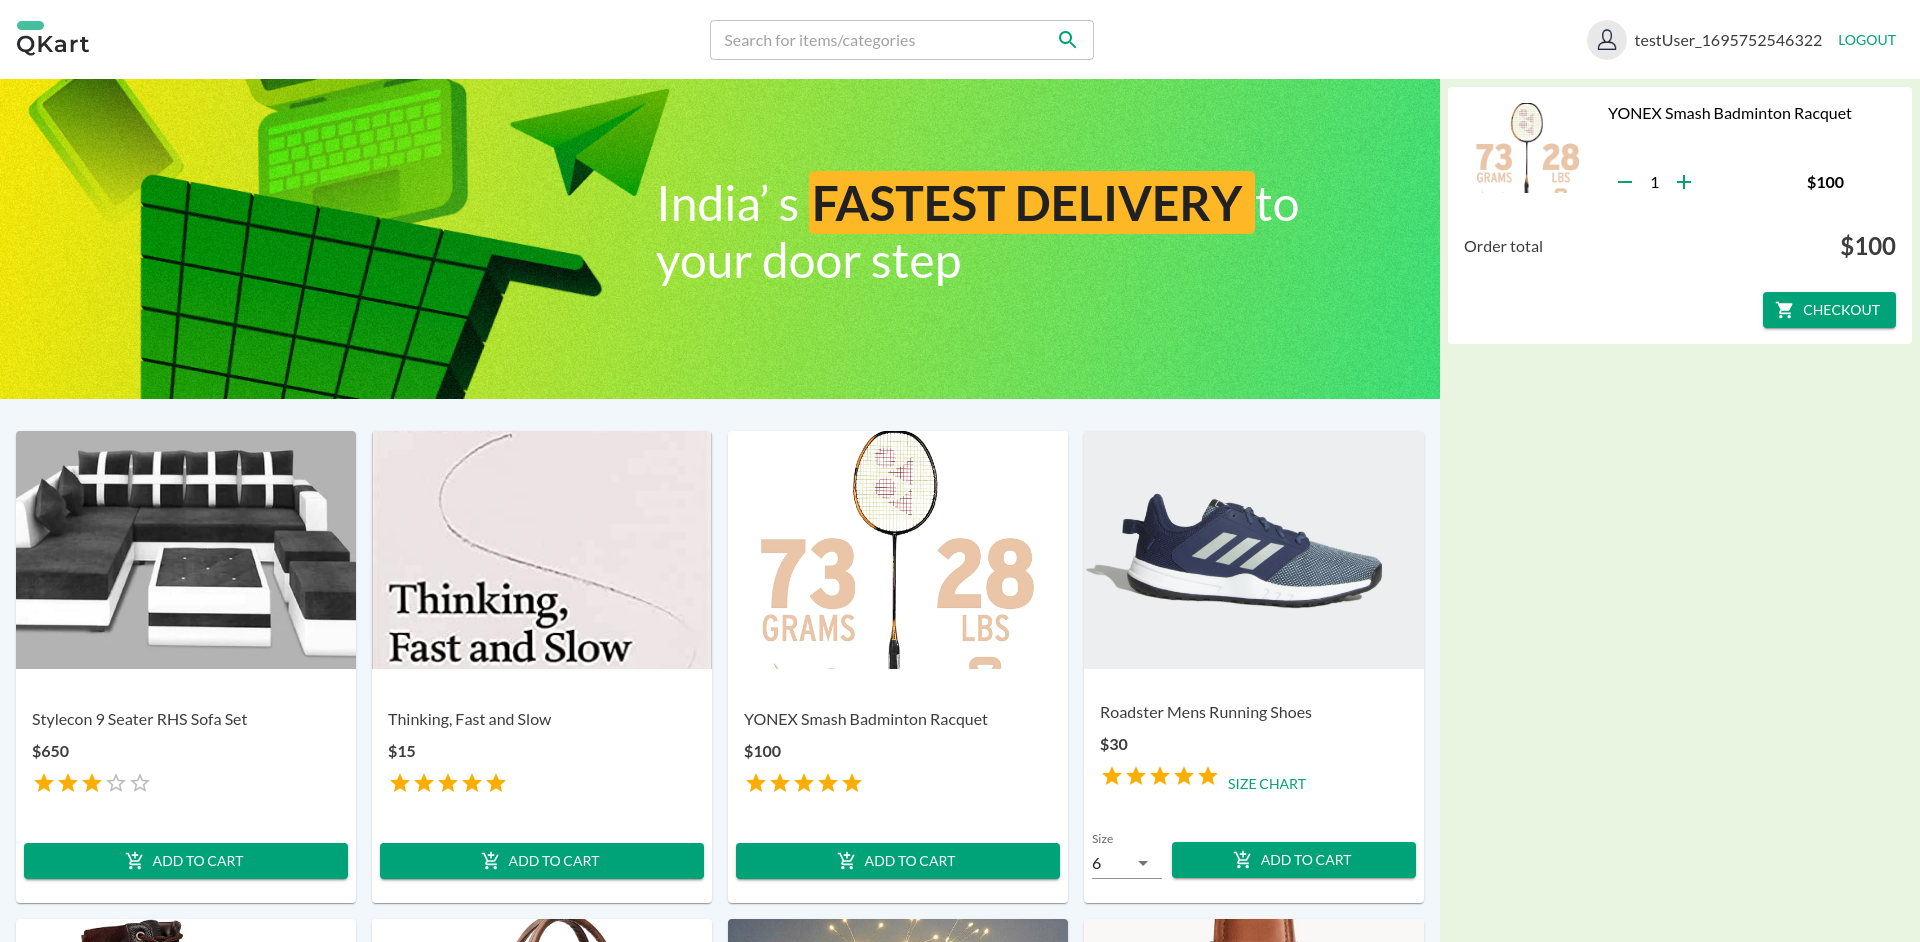 QKart
Search for items/categories
testUser_1695752546322
LOGOUT
India’ s FASTEST DELIVERY to
your door step
YONEX Smash Badminton Racquet
73
GRAMS
28
LBS
1
$100
Order total
$100
CHECKOUT
Thinking,
Fast and Slow
73
GRAMS
28
LBS
Stylecon 9 Seater RHS Sofa Set
$650
ADD TO CART
Thinking, Fast and Slow
$15
ADD TO CART
YONEX Smash Badminton Racquet
$100
ADD TO CART
Roadster Mens Running Shoes
$30
SIZE CHART
Size
6
ADD TO CART